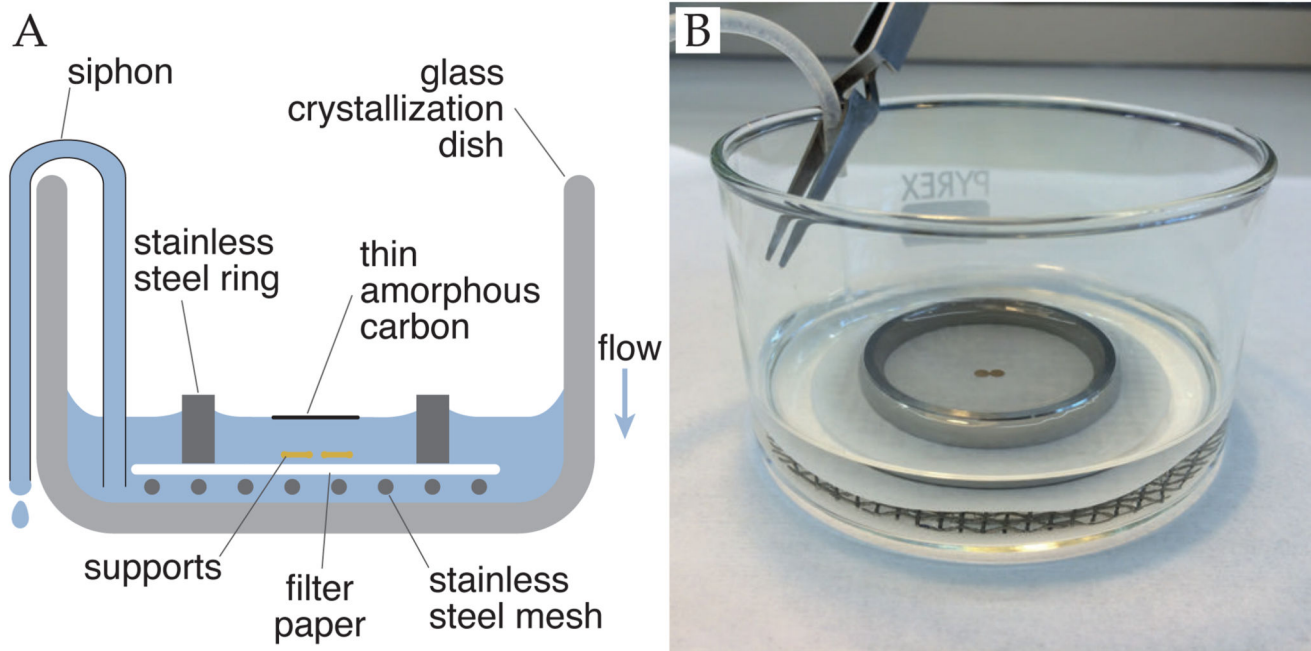 A
siphon
glass
crystallization
dish
stainless
steel ring
thin
amorphous
carbon
flow
supports
filter
paper
stainless
steel mesh
B
PYREX